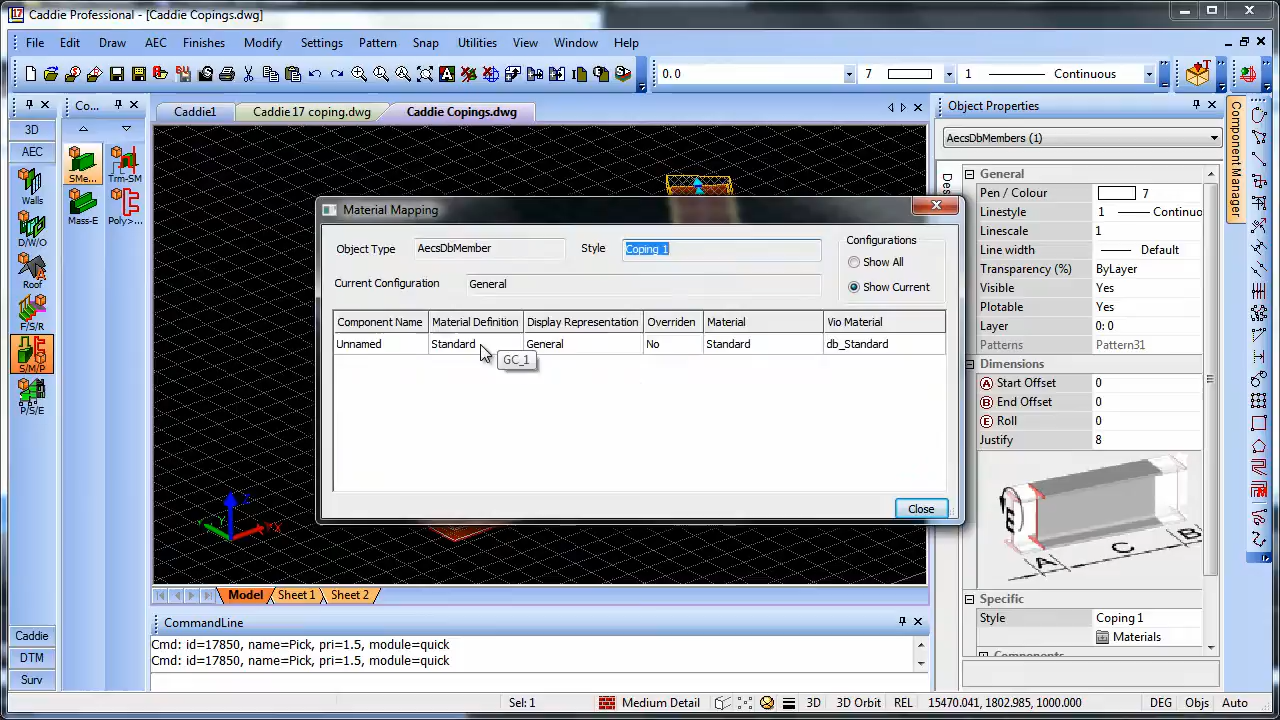 Caddie Professional - [Caddie Copings.dwg]
File Edit Draw AEC Finishes Modify Settings Pattern Snap Utilities View Window Help
0. 0 7 1 Continuous
Co...
Caddie1 Caddie 17 coping.dwg Caddie Copings.dwg
Object Properties
3D
AEC
AecsDbMembers (1)
Component Manager
SMe... Trm-SM
Walls
Mass-E Poly>...
D/W/O
Roof
F/S/R
S/M/P
P/S/E
Caddie
DTM
Surv
Material Mapping
Object Type AecsDbMember Style Coping 1
Configurations
Show All
Current Configuration General
Show Current
Component Name Material Definition Display Representation Overriden Material Vio Material
Unnamed Standard General No Standard db_Standard
GC_1
Close
Des
General
Pen / Colour 7
Linestyle 1 Continuo
Linescale 1
Line width Default
Transparency (%) ByLayer
Visible Yes
Plotable Yes
Layer 0: 0
Patterns Pattern31
Dimensions
A Start Offset 0
B End Offset 0
E Roll 0
Justify 8
E
A C B
Specific
Style Coping 1
Materials
Components
Z
Y X
Model Sheet 1 Sheet 2
CommandLine
Cmd: id=17850, name=Pick, pri=1.5, module=quick
Cmd: id=17850, name=Pick, pri=1.5, module=quick
Sel: 1 Medium Detail 3D 3D Orbit REL 15470.041, 1802.985, 1000.000 DEG Objs Auto